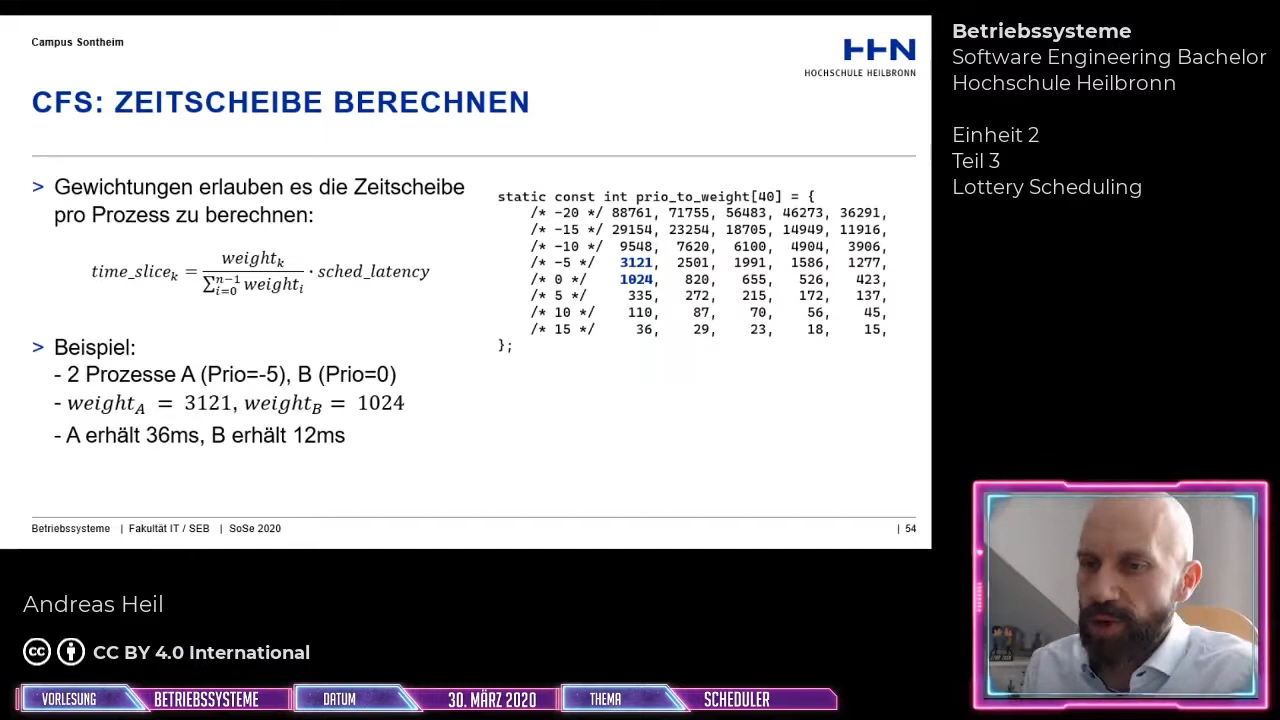 Campus Sontheim
HHN
HOCHSCHULE HEILBRONN
CFS: ZEITSCHEIBE BERECHNEN
> Gewichtungen erlauben es die Zeitscheibe
pro Prozess zu berechnen:
time_slice_k = weight_k / ∑_{i=0}^{n−1} weight_i · sched_latency
> Beispiel:
- 2 Prozesse A (Prio=-5), B (Prio=0)
- weight_A = 3121, weight_B = 1024
- A erhält 36ms, B erhält 12ms
static const int prio_to_weight[40] = {
/* -20 */ 88761, 71755, 56483, 46273, 36291,
/* -15 */ 29154, 23254, 18705, 14949, 11916,
/* -10 */ 9548, 7620, 6100, 4904, 3906,
/* -5 */ 3121, 2501, 1991, 1586, 1277,
/* 0 */ 1024, 820, 655, 526, 423,
/* 5 */ 335, 272, 215, 172, 137,
/* 10 */ 110, 87, 70, 56, 45,
/* 15 */ 36, 29, 23, 18, 15,
};
Betriebssysteme | Fakultät IT / SEB | SoSe 2020 | 54
Betriebssysteme
Software Engineering Bachelor
Hochschule Heilbronn
Einheit 2
Teil 3
Lottery Scheduling
Andreas Heil
cc CC BY 4.0 International
VORLESUNG BETRIEBSSYSTEME DATUM 30. MÄRZ 2020 THEMA SCHEDULER